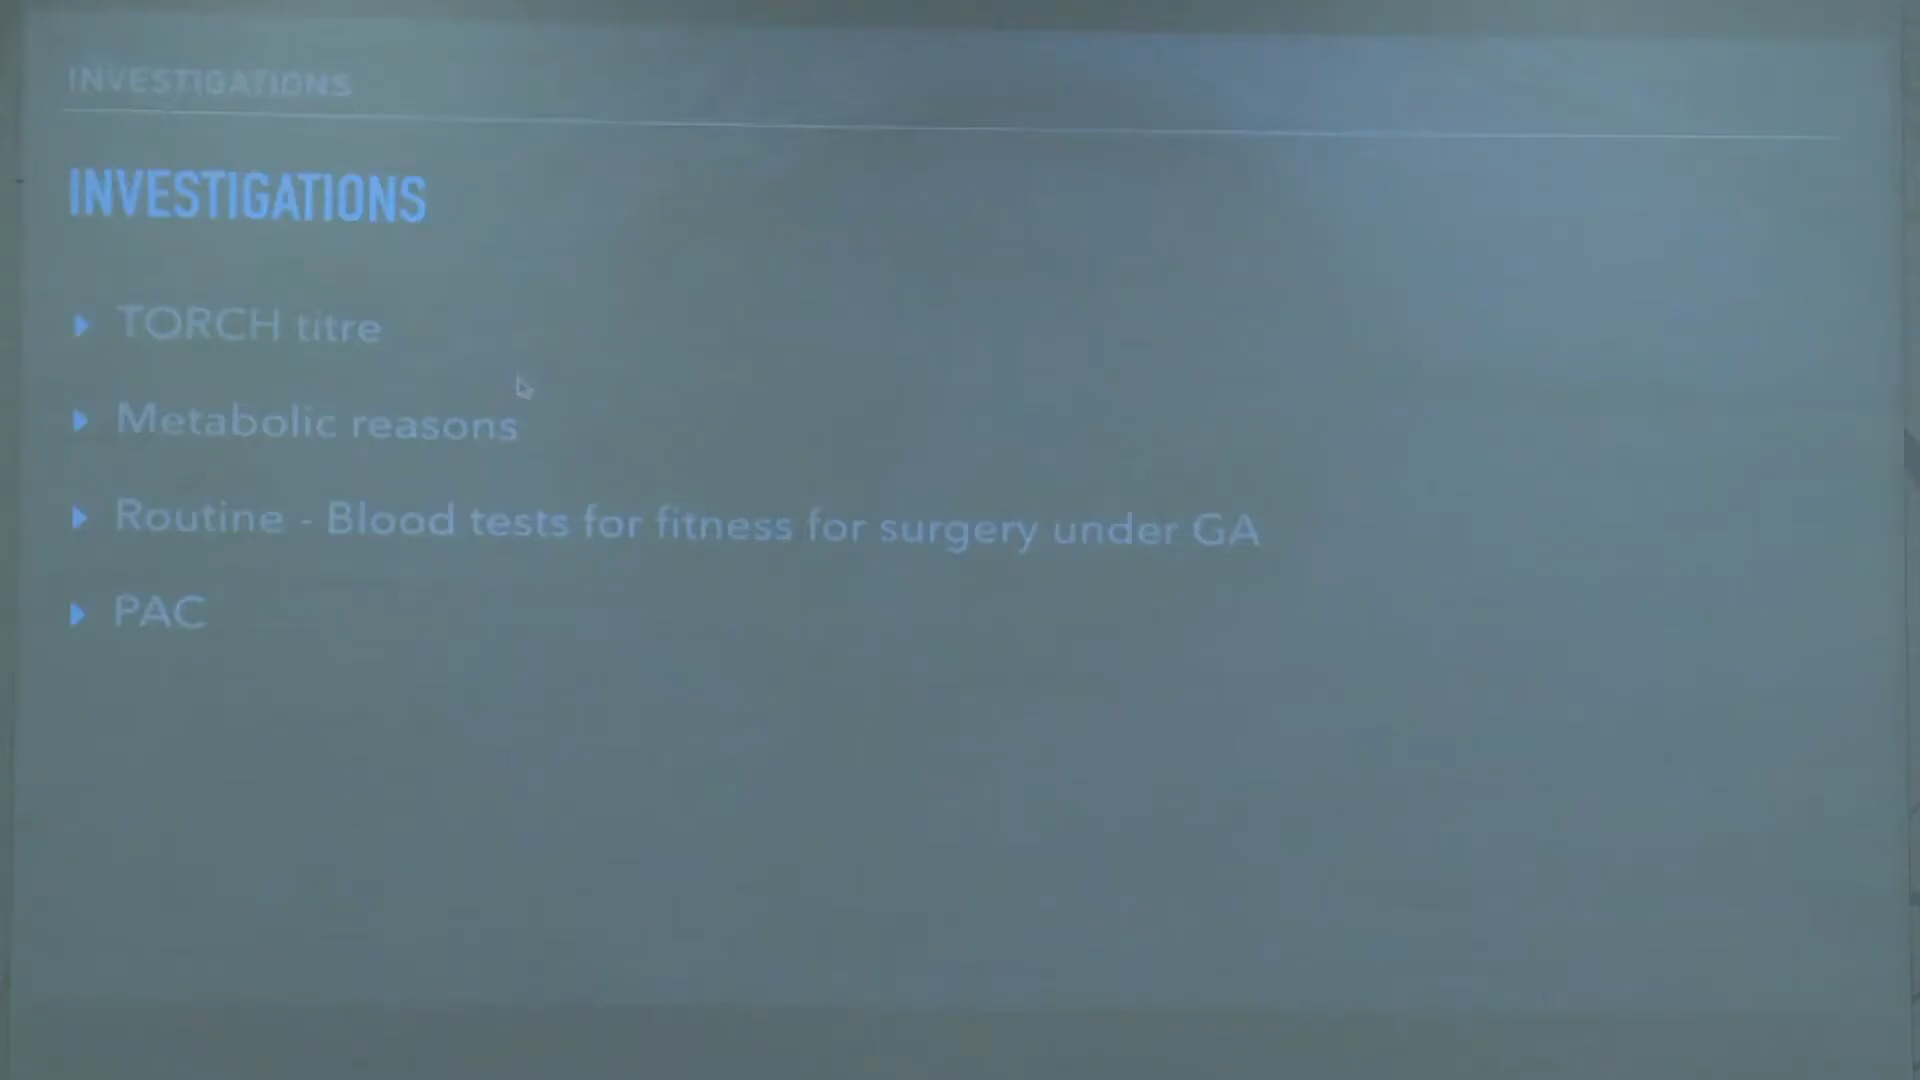 INVESTIGATIONS
INVESTIGATIONS
TORCH titre
Metabolic reasons
Routine - Blood tests for fitness for surgery under GA
PAC